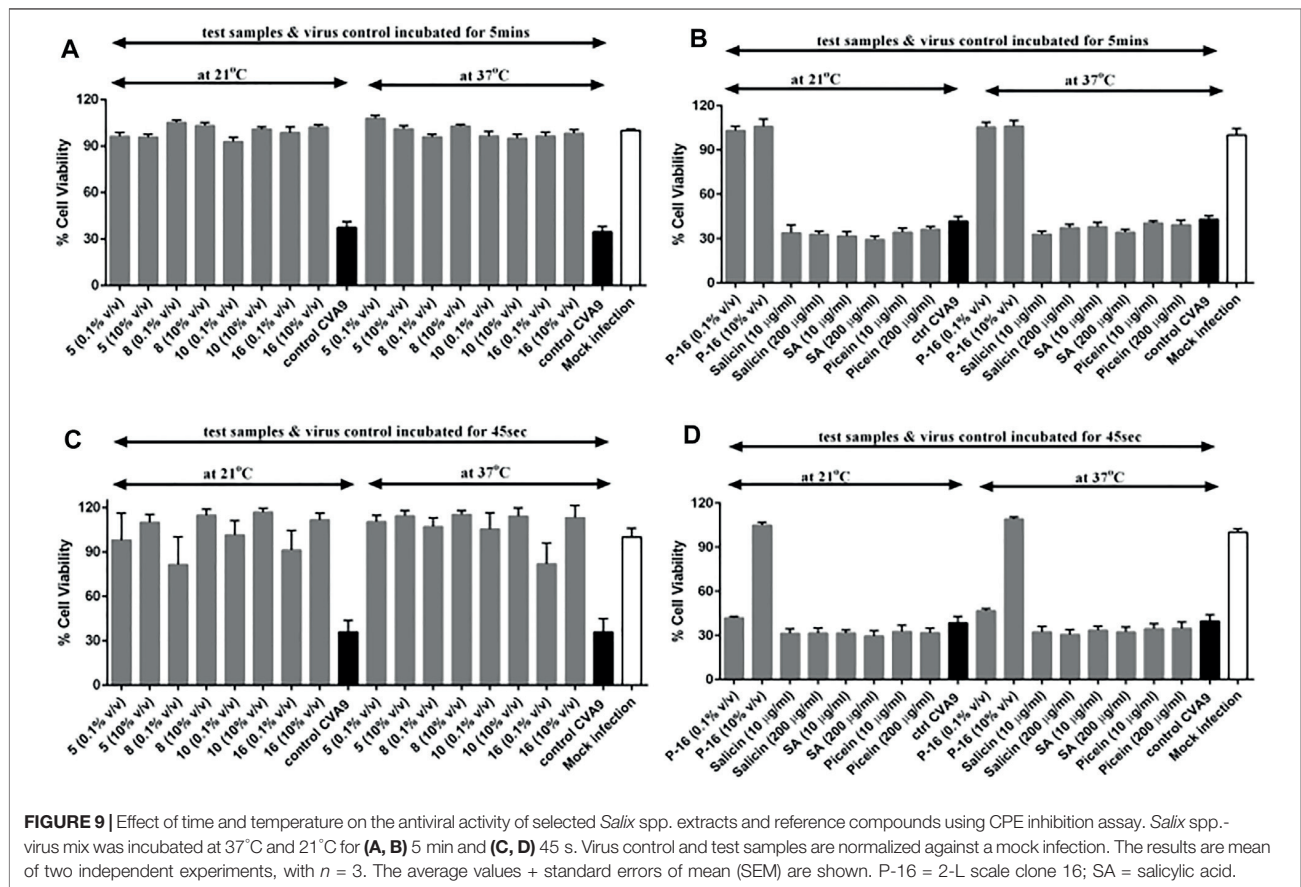 A
test samples & virus control incubated for 5mins
at 21°C
at 37°C
% Cell Viability
120
90
60
30
0
5 (0.1% v/v)
5 (10% v/v)
8 (0.1% v/v)
8 (10% v/v)
10 (0.1% v/v)
10 (10% v/v)
16 (0.1% v/v)
16 (10% v/v)
control CVA9
5 (0.1% v/v)
5 (10% v/v)
8 (0.1% v/v)
8 (10% v/v)
10 (0.1% v/v)
10 (10% v/v)
16 (0.1% v/v)
16 (10% v/v)
control CVA9
Mock infection
B
test samples & virus control incubated for 5mins
at 21°C
at 37°C
% Cell Viability
120
90
60
30
0
P-16 (0.1% v/v)
P-16 (10% v/v)
Salicin (10 µg/ml)
Salicin (200 µg/ml)
SA (10 µg/ml)
SA (200 µg/ml)
Picein (10 µg/ml)
Picein (200 µg/ml)
ctrl CVA9
P-16 (0.1% v/v)
P-16 (10% v/v)
Salicin (10 µg/ml)
Salicin (200 µg/ml)
SA (10 µg/ml)
SA (200 µg/ml)
Picein (10 µg/ml)
Picein (200 µg/ml)
control CVA9
Mock infection
C
test samples & virus control incubated for 45sec
at 21°C
at 37°C
% Cell Viability
120
90
60
30
0
5 (0.1% v/v)
5 (10% v/v)
8 (0.1% v/v)
8 (10% v/v)
10 (0.1% v/v)
10 (10% v/v)
16 (0.1% v/v)
16 (10% v/v)
control CVA9
5 (0.1% v/v)
5 (10% v/v)
8 (0.1% v/v)
8 (10% v/v)
10 (0.1% v/v)
10 (10% v/v)
16 (0.1% v/v)
16 (10% v/v)
control CVA9
Mock infection
D
test samples & virus control incubated for 45sec
at 21°C
at 37°C
% Cell Viability
120
90
60
30
0
P-16 (0.1% v/v)
P-16 (10% v/v)
Salicin (10 µg/ml)
Salicin (200 µg/ml)
SA (10 µg/ml)
SA (200 µg/ml)
Picein (10 µg/ml)
Picein (200 µg/ml)
ctrl CVA9
P-16 (0.1% v/v)
P-16 (10% v/v)
Salicin (10 µg/ml)
Salicin (200 µg/ml)
SA (10 µg/ml)
SA (200 µg/ml)
Picein (10 µg/ml)
Picein (200 µg/ml)
control CVA9
Mock infection
FIGURE 9 | Effect of time and temperature on the antiviral activity of selected Salix spp. extracts and reference compounds using CPE inhibition assay. Salix spp.-
virus mix was incubated at 37°C and 21°C for (A, B) 5 min and (C, D) 45 s. Virus control and test samples are normalized against a mock infection. The results are mean
of two independent experiments, with n = 3. The average values + standard errors of mean (SEM) are shown. P-16 = 2-L scale clone 16; SA = salicylic acid.